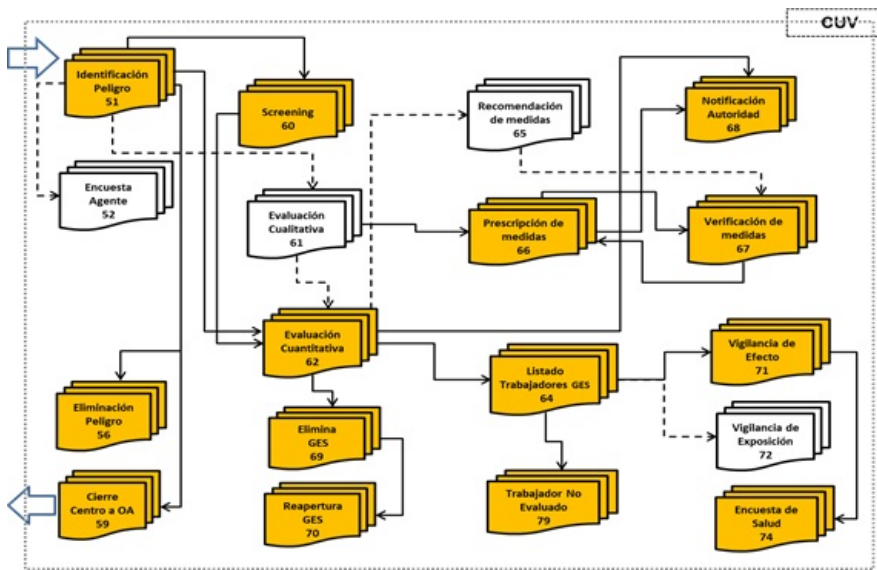 CUV
Identificación
Peligro
51
Screening
60
Recomendación
de medidas
65
Notificación
Autoridad
68
Encuesta
Agente
52
Evaluación
Cualitativa
61
Prescripción de
medidas
66
Verificación de
medidas
67
Evaluación
Cuantitativa
62
Listado
Trabajadores GES
64
Vigilancia de
Efecto
71
Eliminación
Peligro
56
Elimina
GES
69
Vigilancia de
Exposición
72
Cierre
Centro a OA
59
Reapertura
GES
70
Trabajador No
Evaluado
79
Encuesta de
Salud
74